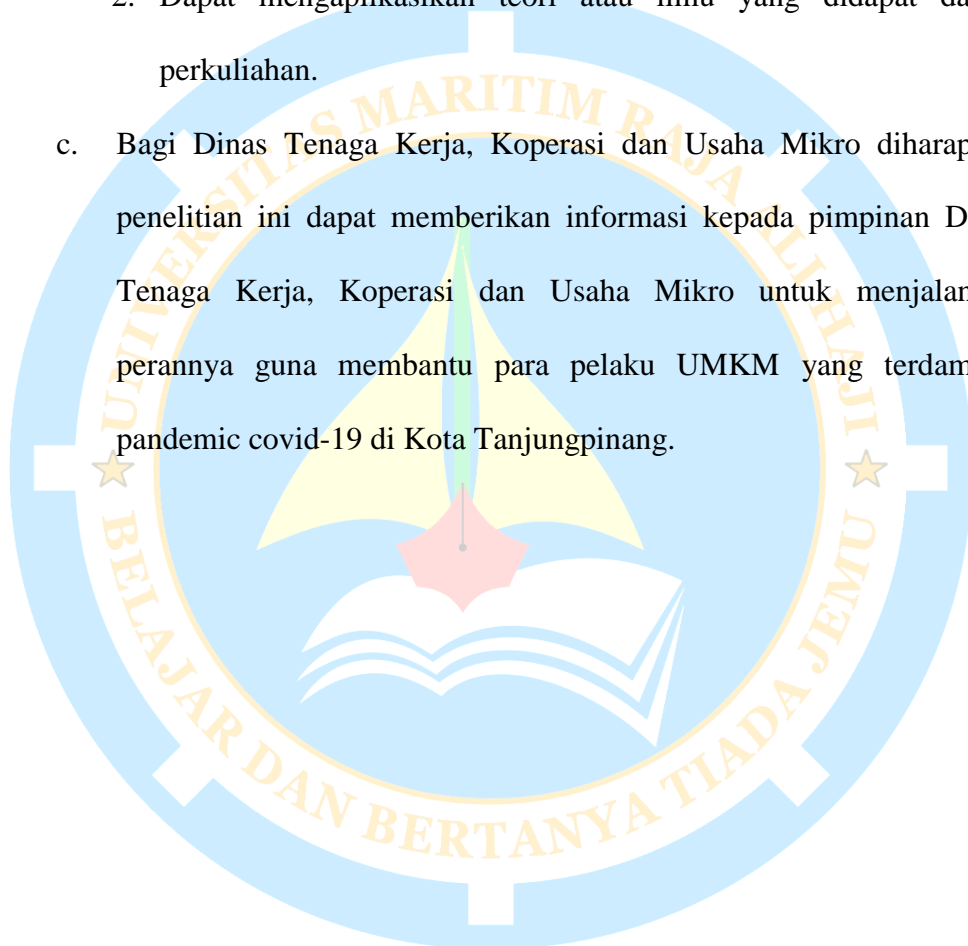 2. Dapat mengaplikasikan teori atau ilmu yang didapat da
perkuliahan.
c. Bagi Dinas Tenaga Kerja, Koperasi dan Usaha Mikro diharap
penelitian ini dapat memberikan informasi kepada pimpinan D
Tenaga Kerja, Koperasi dan Usaha Mikro untuk menjalan
perannya guna membantu para pelaku UMKM yang terdam
pandemic covid-19 di Kota Tanjungpinang.
UNIVERSITAS MARITIM RAJA ALI HAJI
BELAJAR DAN BERTANYA TIADA JEMU